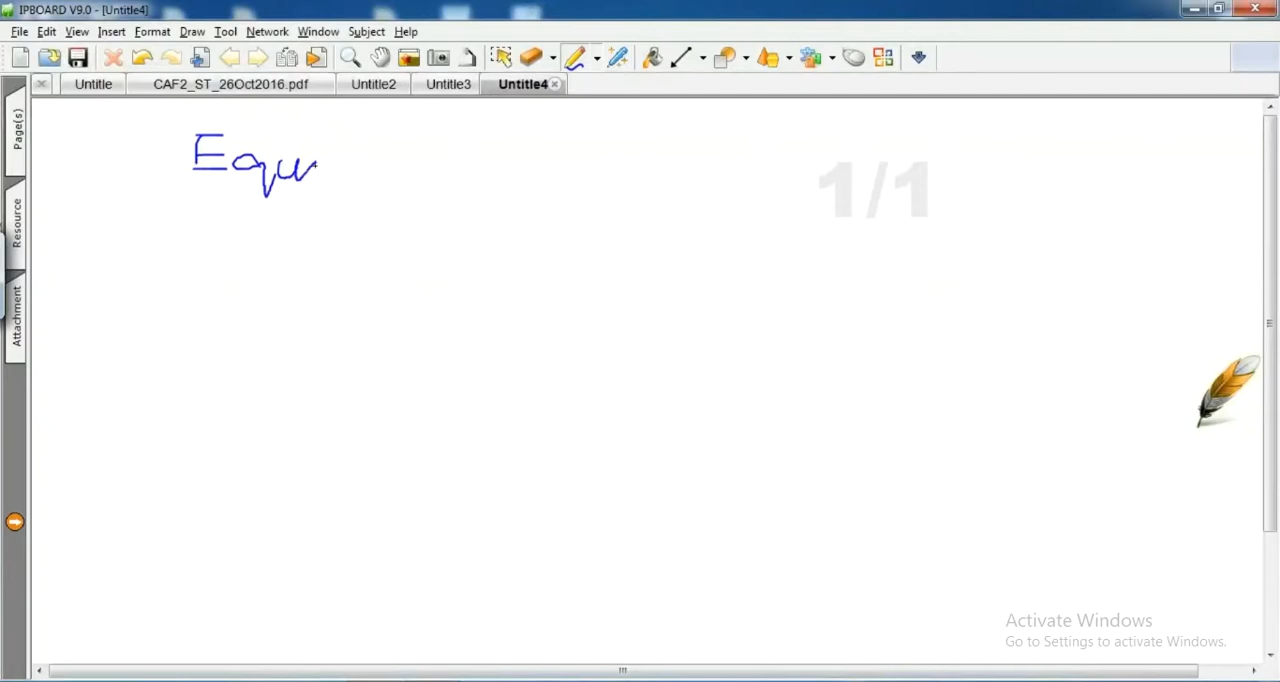 IPBOARD V9.0 - [Untitle4]
File Edit View Insert Format Draw Tool Network Window Subject Help
Untitle CAF2_ST_26Oct2016.pdf Untitle2 Untitle3 Untitle4
Page(s)
Resource
Attachment
Equ
1/1
Activate Windows
Go to Settings to activate Windows.